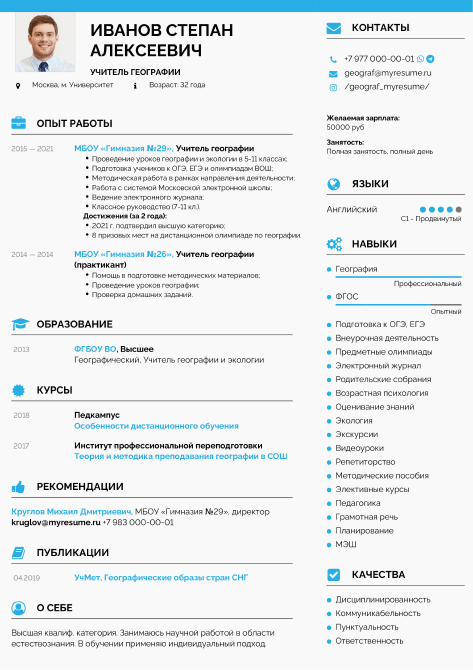 ИВАНОВ СТЕПАН
АЛЕКСЕЕВИЧ
УЧИТЕЛЬ ГЕОГРАФИИ
Москва, м. Университет
Возраст: 32 года
ОПЫТ РАБОТЫ
2015 — 2021
МБОУ «Гимназия №29», Учитель географии
Проведение уроков географии и экологии в 5-11 классах;
Подготовка учеников к ОГЭ, ЕГЭ и олимпиадам ВОШ;
Методическая работа в рамках направления деятельности;
Работа с системой Московской электронной школы;
Ведение электронного журнала;
Классное руководство (7-11 кл.).
Достижения (за 2 года):
2021 г. подтвердил высшую категорию;
8 призовых мест на дистанционной олимпиаде по географии.
2014 — 2014
МБОУ «Гимназия №26», Учитель географии
(практикант)
Помощь в подготовке методических материалов;
Проведение уроков географии;
Проверка домашних заданий.
ОБРАЗОВАНИЕ
2013
ФГБОУ ВО, Высшее
Географический, Учитель географии и экологии
КУРСЫ
2018
Педкампус
Особенности дистанционного обучения
2017
Институт профессиональной переподготовки
Теория и методика преподавания географии в СОШ
РЕКОМЕНДАЦИИ
Круглов Михаил Дмитриевич, МБОУ «Гимназия №29», директор
kruglov@myresume.ru +7 983 000-00-01
ПУБЛИКАЦИИ
04.2019
УчМет, Географические образы стран СНГ
О СЕБЕ
Высшая квалиф. категория. Занимаюсь научной работой в области
естествознания. В обучении применяю индивидуальный подход.
КОНТАКТЫ
+7 977 000-00-01
geograf@myresume.ru
/geograf_myresume/
Желаемая зарплата:
50000 руб
Занятость:
Полная занятость, полный день
ЯЗЫКИ
Английский
C1 - Продвинутый
НАВЫКИ
География
Профессиональный
ФГОС
Опытный
Подготовка к ОГЭ, ЕГЭ
Внеурочная деятельность
Предметные олимпиады
Электронный журнал
Родительские собрания
Возрастная психология
Оценивание знаний
Экология
Экскурсии
Видеоуроки
Репетиторство
Методические пособия
Элективные курсы
Педагогика
Грамотная речь
Планирование
МЭШ
КАЧЕСТВА
Дисциплинированность
Коммуникабельность
Пунктуальность
Ответственность